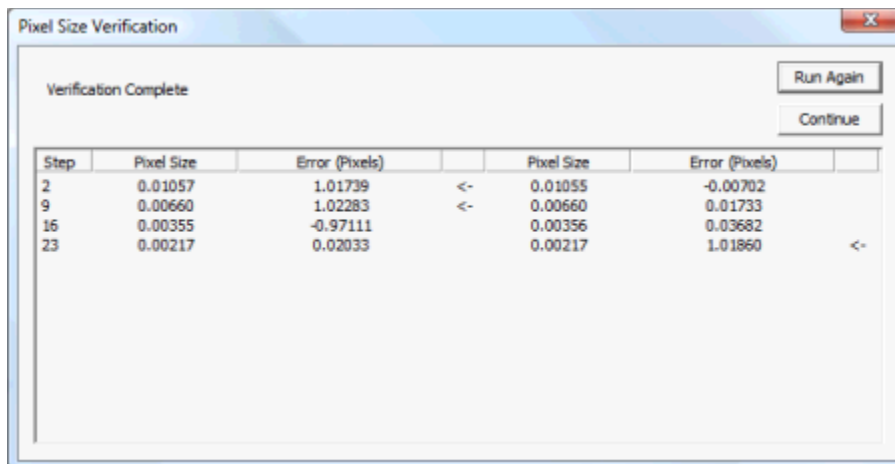 Pixel Size Verification
Verification Complete
Run Again
Continue
Step Pixel Size Error (Pixels) Pixel Size Error (Pixels)
2 0.01057 1.01739 <- 0.01055 -0.00702
9 0.00660 1.02283 <- 0.00660 0.01733
16 0.00355 -0.97111 0.00356 0.03682
23 0.00217 0.02033 0.00217 1.01860 <-